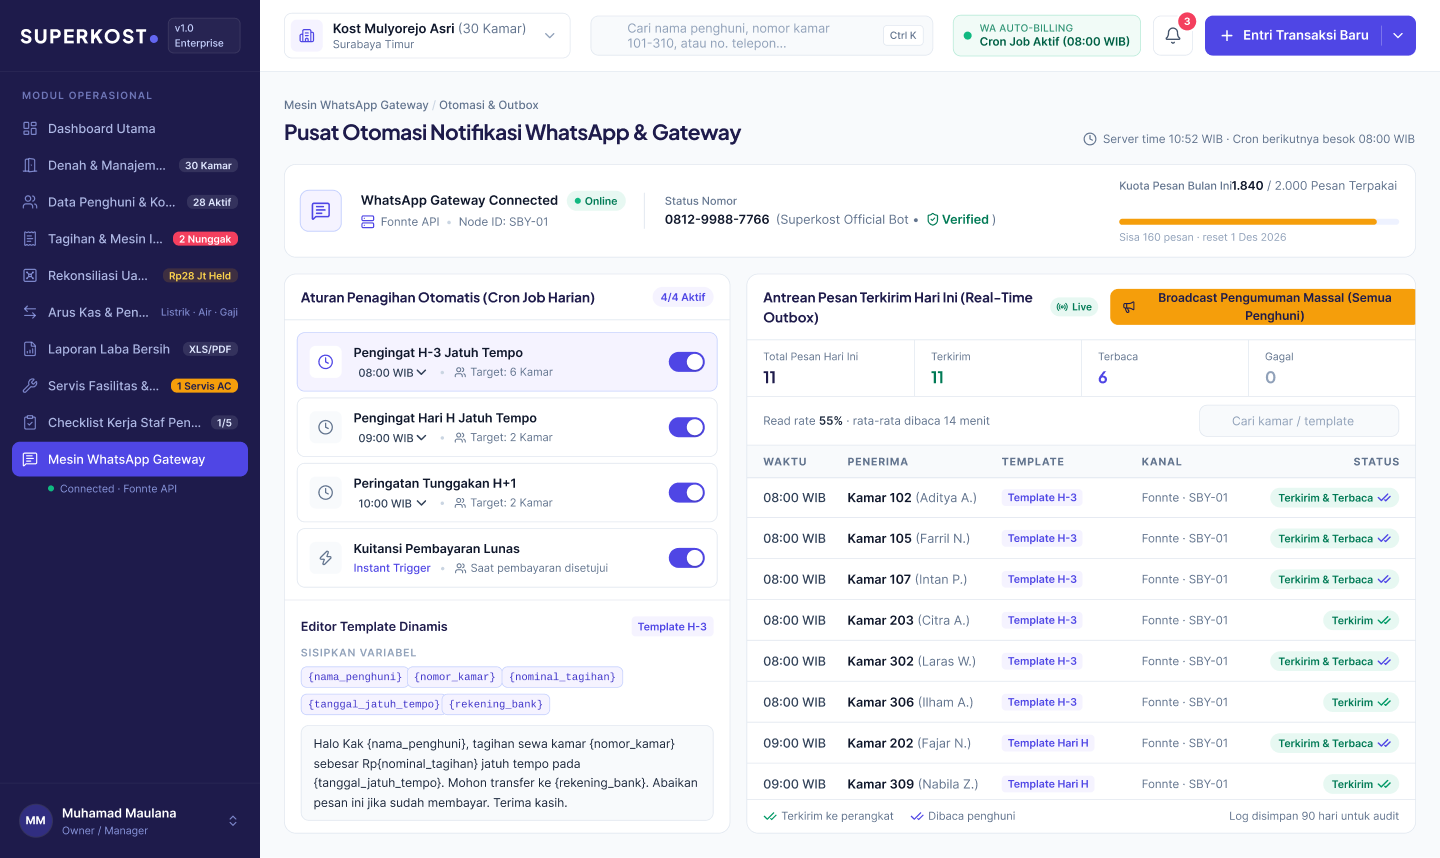 SUPERKOST
v1.0
Enterprise
MODUL OPERASIONAL
Dashboard Utama
Denah & Manajem... 30 Kamar
Data Penghuni & Ko... 28 Aktif
Tagihan & Mesin I... 2 Nunggak
Rekonsiliasi Ua... Rp28 Jt Held
Arus Kas & Pen... Listrik · Air · Gaji
Laporan Laba Bersih XLS/PDF
Servis Fasilitas &... 1 Servis AC
Checklist Kerja Staf Pen... 1/5
Mesin WhatsApp Gateway
Connected · Fonnte API
MM
Muhamad Maulana
Owner / Manager
Kost Mulyorejo Asri (30 Kamar)
Surabaya Timur
Cari nama penghuni, nomor kamar
101-310, atau no. telepon...
Ctrl K
WA AUTO-BILLING
Cron Job Aktif (08:00 WIB)
3
Entri Transaksi Baru
Mesin WhatsApp Gateway / Otomasi & Outbox
Pusat Otomasi Notifikasi WhatsApp & Gateway
Server time 10:52 WIB · Cron berikutnya besok 08:00 WIB
WhatsApp Gateway Connected Online
Fonnte API • Node ID: SBY-01
Status Nomor
0812-9988-7766 (Superkost Official Bot • Verified )
Kuota Pesan Bulan Ini 1.840 / 2.000 Pesan Terpakai
Sisa 160 pesan · reset 1 Des 2026
Aturan Penagihan Otomatis (Cron Job Harian) 4/4 Aktif
Pengingat H-3 Jatuh Tempo
08:00 WIB • Target: 6 Kamar
Pengingat Hari H Jatuh Tempo
09:00 WIB • Target: 2 Kamar
Peringatan Tunggakan H+1
10:00 WIB • Target: 2 Kamar
Kuitansi Pembayaran Lunas
Instant Trigger • Saat pembayaran disetujui
Editor Template Dinamis Template H-3
SISIPKAN VARIABEL
{nama_penghuni} {nomor_kamar} {nominal_tagihan}
{tanggal_jatuh_tempo} {rekening_bank}
Halo Kak {nama_penghuni}, tagihan sewa kamar {nomor_kamar}
sebesar Rp{nominal_tagihan} jatuh tempo pada
{tanggal_jatuh_tempo}. Mohon transfer ke {rekening_bank}. Abaikan
pesan ini jika sudah membayar. Terima kasih.
Antrean Pesan Terkirim Hari Ini (Real-Time
Outbox)
Live
Broadcast Pengumuman Massal (Semua
Penghuni)
Total Pesan Hari Ini
11
Terkirim
11
Terbaca
6
Gagal
0
Read rate 55% · rata-rata dibaca 14 menit
Cari kamar / template
WAKTU PENERIMA TEMPLATE KANAL STATUS
08:00 WIB Kamar 102 (Aditya A.) Template H-3 Fonnte · SBY-01 Terkirim & Terbaca
08:00 WIB Kamar 105 (Farril N.) Template H-3 Fonnte · SBY-01 Terkirim & Terbaca
08:00 WIB Kamar 107 (Intan P.) Template H-3 Fonnte · SBY-01 Terkirim & Terbaca
08:00 WIB Kamar 203 (Citra A.) Template H-3 Fonnte · SBY-01 Terkirim
08:00 WIB Kamar 302 (Laras W.) Template H-3 Fonnte · SBY-01 Terkirim & Terbaca
08:00 WIB Kamar 306 (Ilham A.) Template H-3 Fonnte · SBY-01 Terkirim
09:00 WIB Kamar 202 (Fajar N.) Template Hari H Fonnte · SBY-01 Terkirim & Terbaca
09:00 WIB Kamar 309 (Nabila Z.) Template Hari H Fonnte · SBY-01 Terkirim
Terkirim ke perangkat Dibaca penghuni Log disimpan 90 hari untuk audit